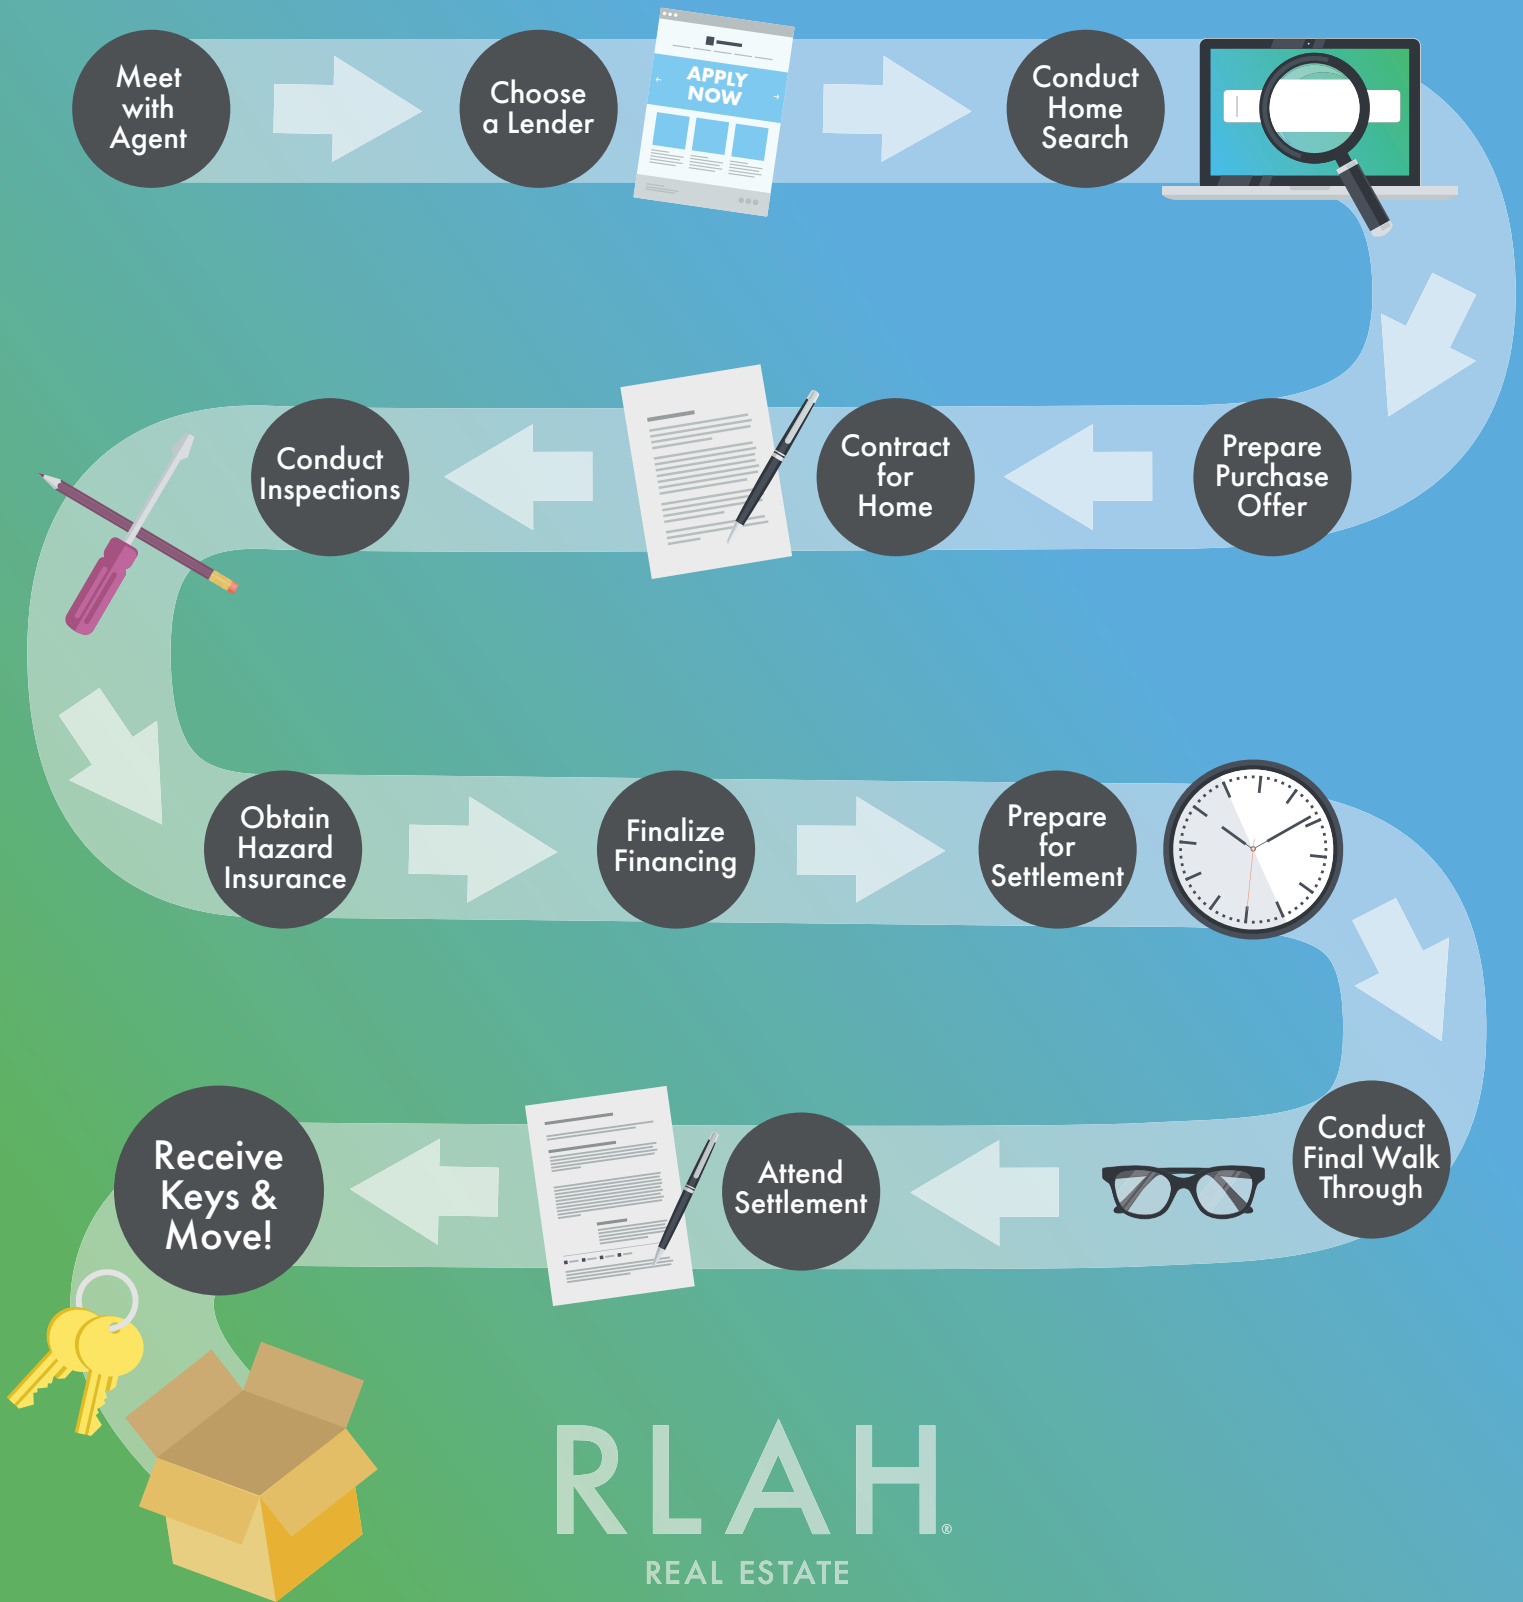 Meet
with
Agent
Choose
a Lender
APPLY
NOW
Conduct
Home
Search
Prepare
Purchase
Offer
Contract
for
Home
Conduct
Inspections
Obtain
Hazard
Insurance
Finalize
Financing
Prepare
for
Settlement
Conduct
Final Walk
Through
Attend
Settlement
Receive
Keys &
Move!
RLAH®
REAL ESTATE